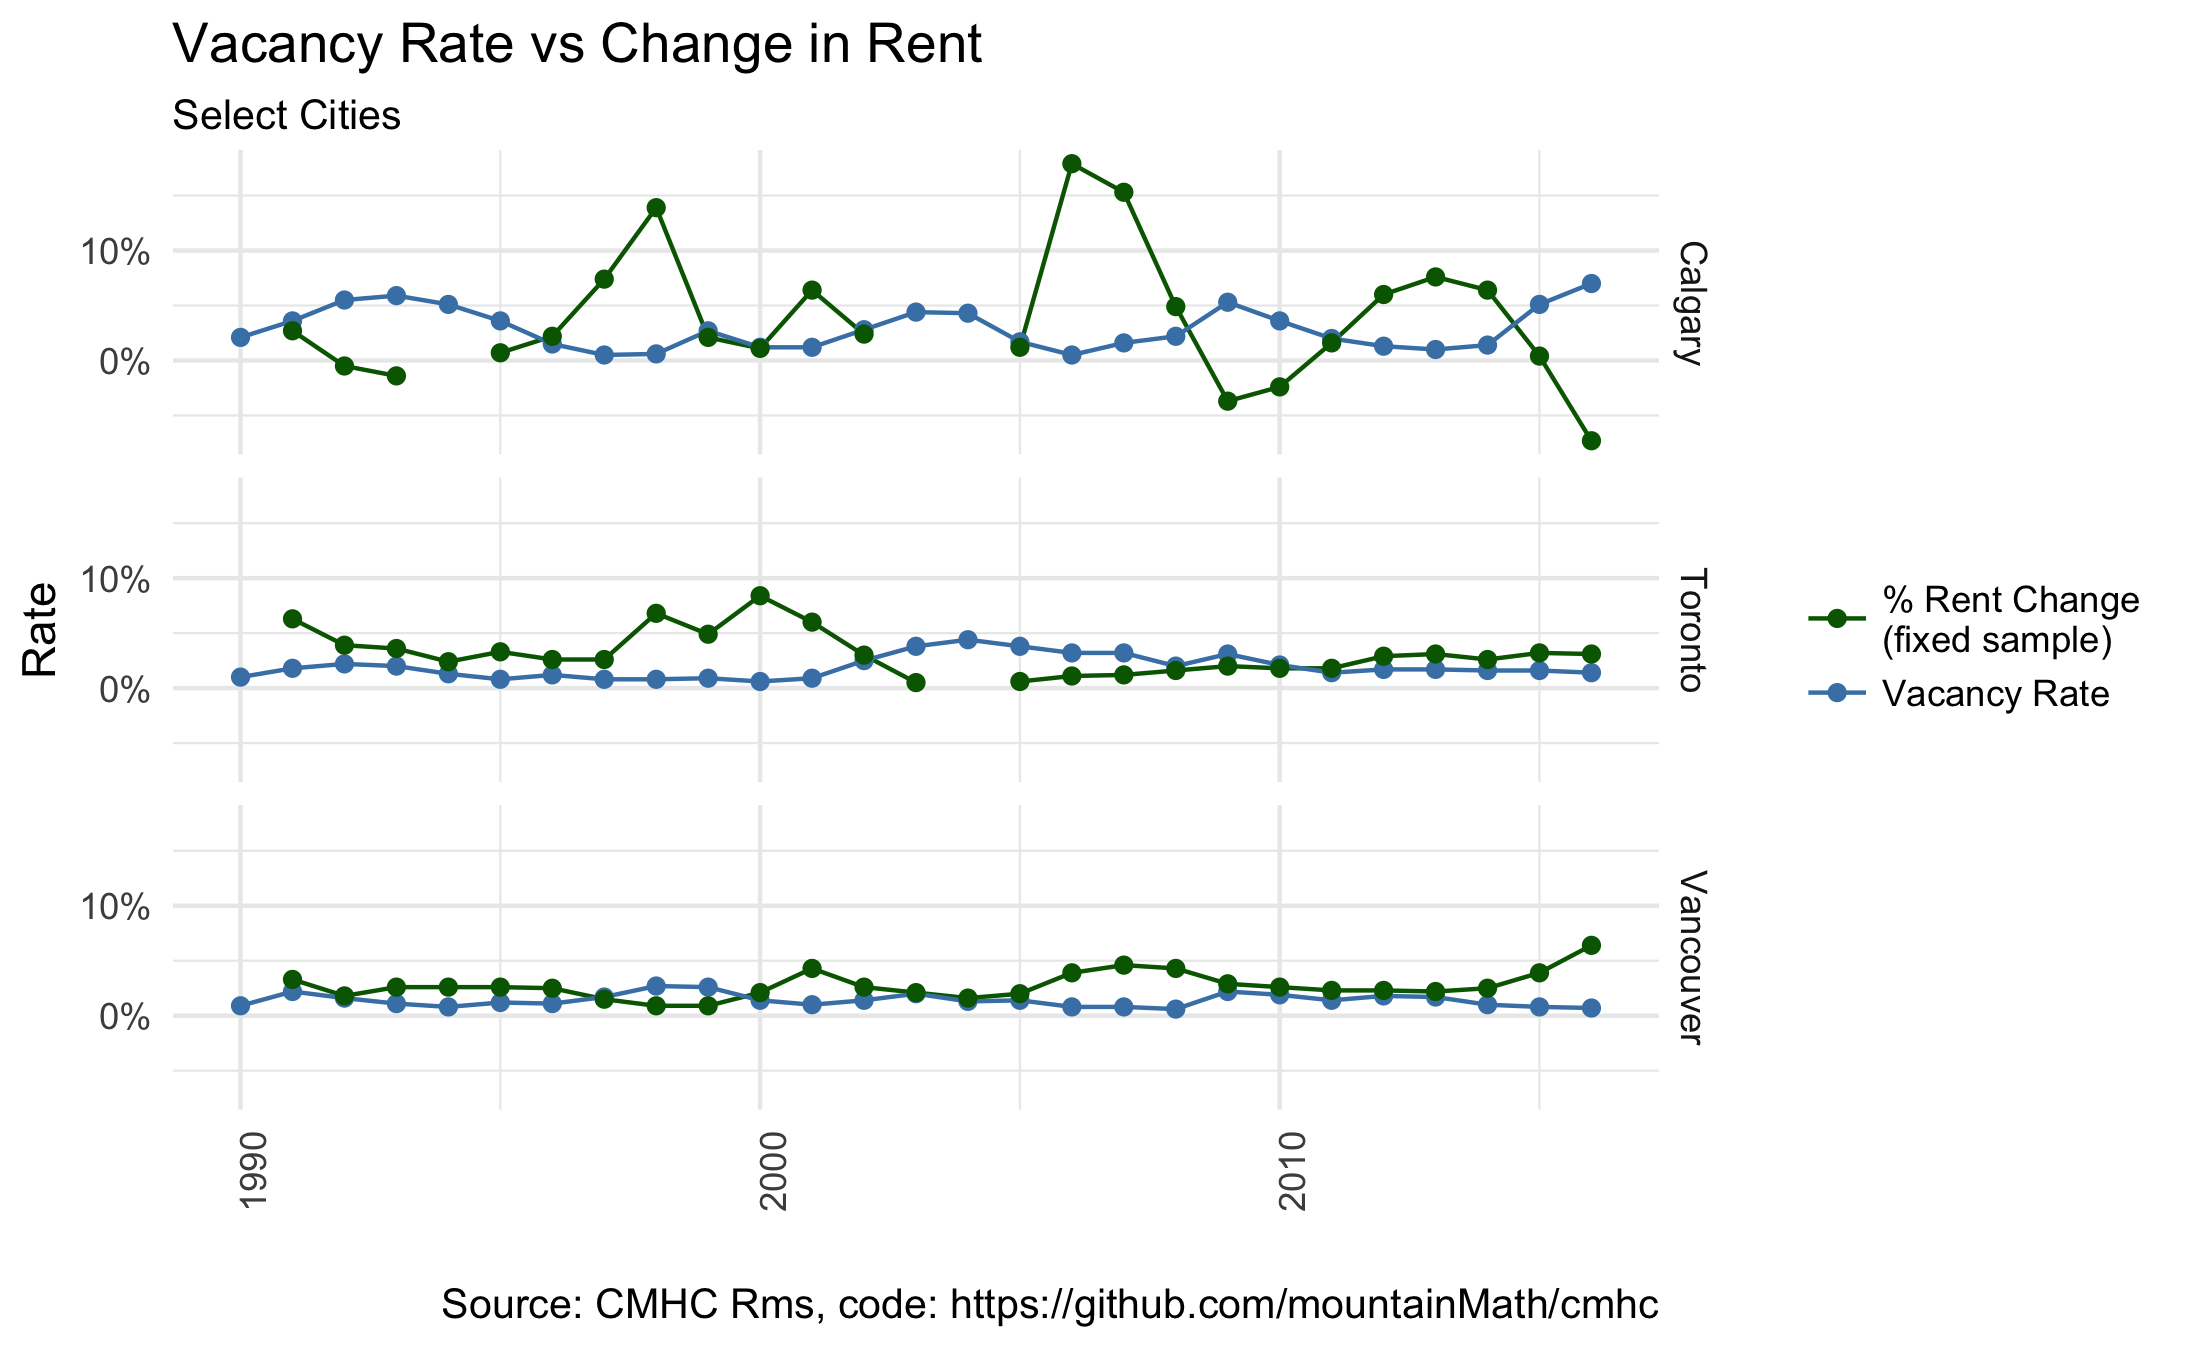 Vacancy Rate vs Change in Rent
Select Cities
10%
0%
Calgary
10%
0%
Toronto
10%
0%
Vancouver
Rate
1990
2000
2010
% Rent Change
(fixed sample)
Vacancy Rate
Source: CMHC Rms, code: https://github.com/mountainMath/cmhc